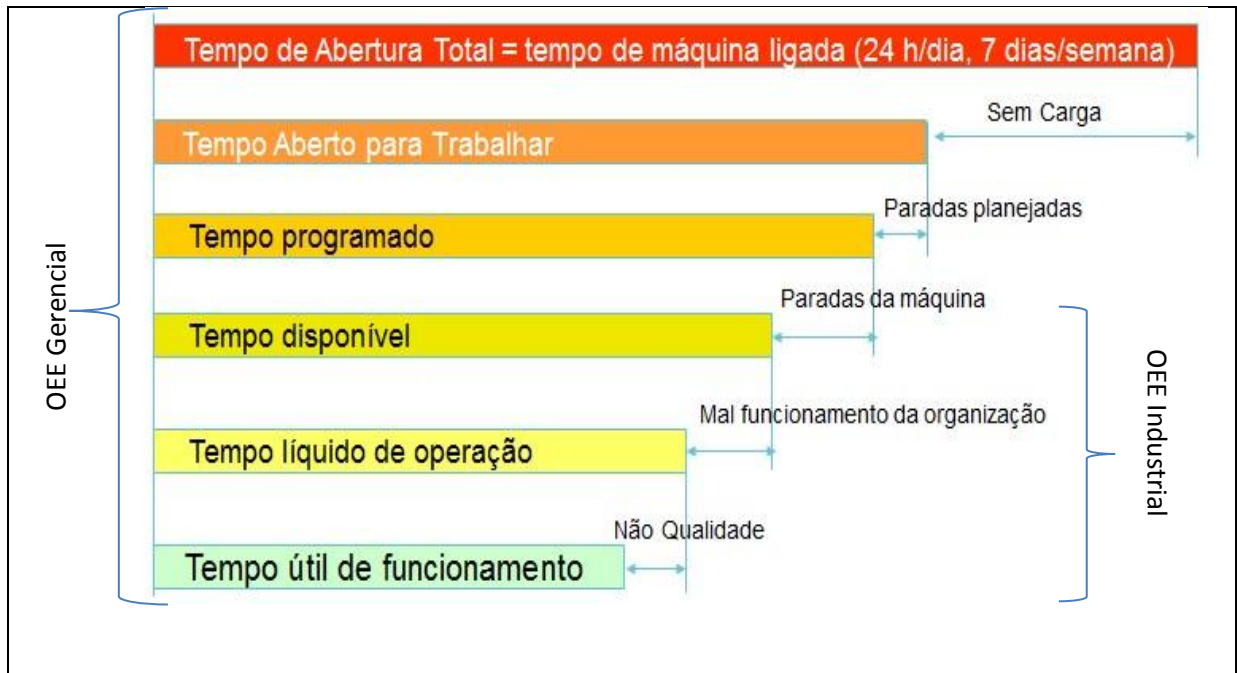 Tempo de Abertura Total = tempo de máquina ligada (24 h/dia, 7 dias/semana)
Sem Carga
Tempo Aberto para Trabalhar
Paradas planejadas
Tempo programado
Paradas da máquina
Tempo disponível
Mal funcionamento da organização
Tempo líquido de operação
Não Qualidade
Tempo útil de funcionamento
OEE Gerencial
OEE Industrial